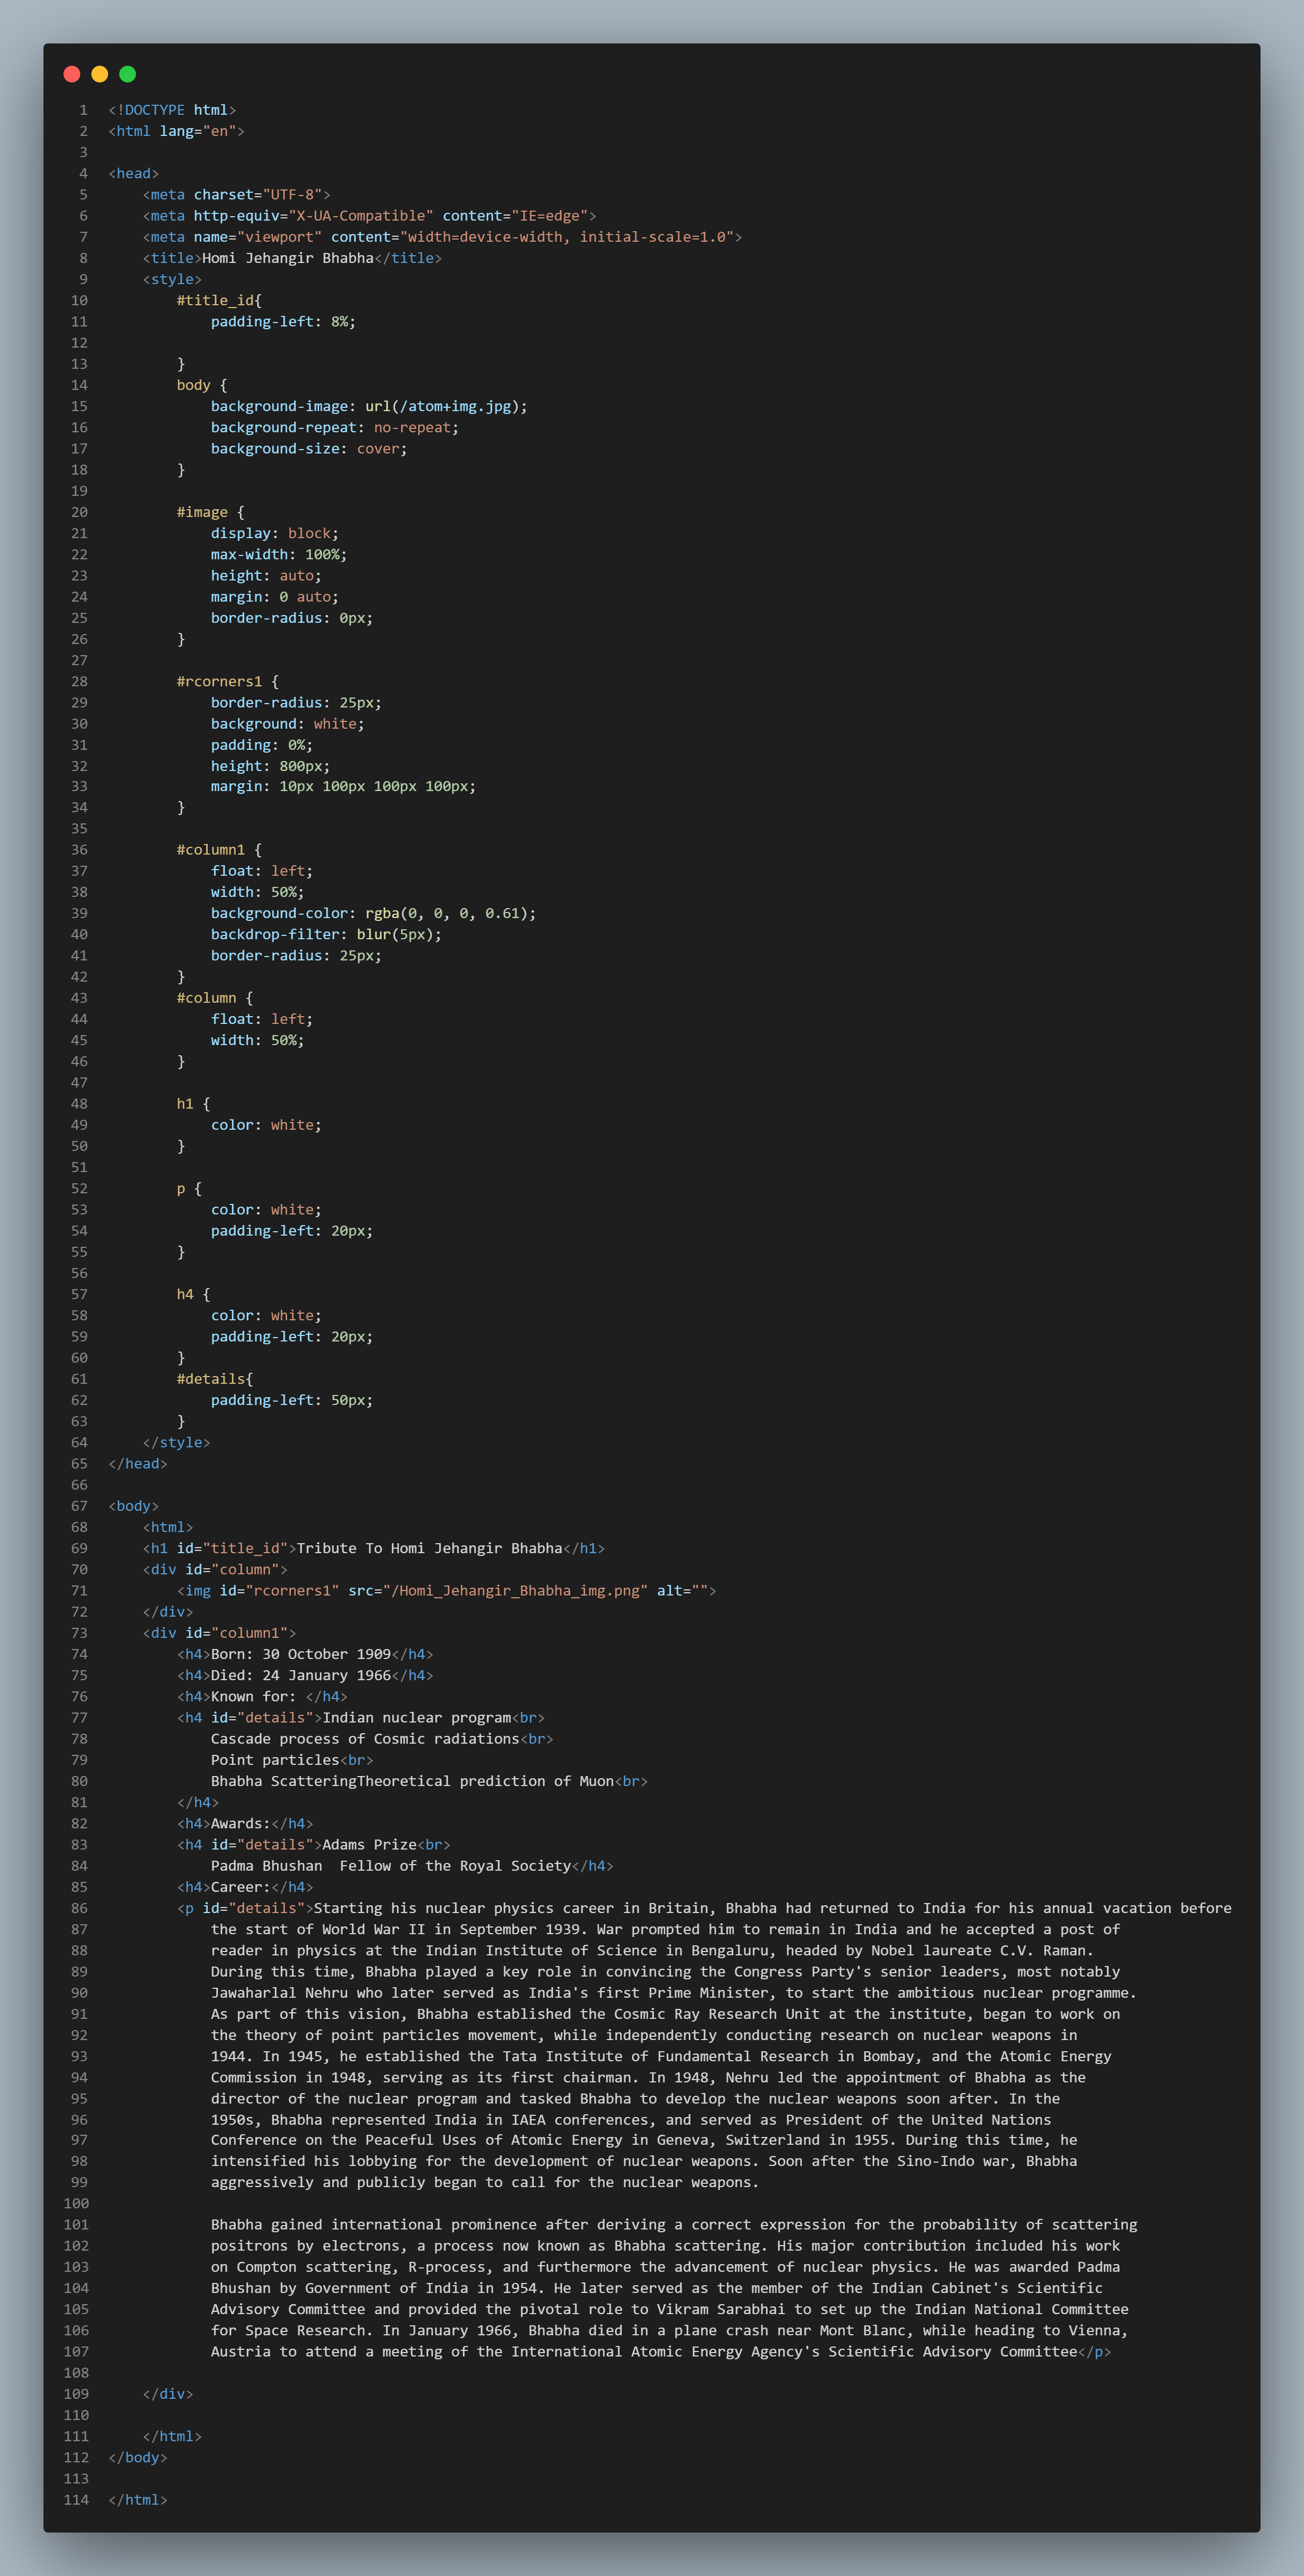 1 <!DOCTYPE html>
2 <html lang="en">
3
4 <head>
5     <meta charset="UTF-8">
6     <meta http-equiv="X-UA-Compatible" content="IE=edge">
7     <meta name="viewport" content="width=device-width, initial-scale=1.0">
8     <title>Homi Jehangir Bhabha</title>
9     <style>
10         #title_id{
11             padding-left: 8%;
12
13         }
14         body {
15             background-image: url(/atom+img.jpg);
16             background-repeat: no-repeat;
17             background-size: cover;
18         }
19
20         #image {
21             display: block;
22             max-width: 100%;
23             height: auto;
24             margin: 0 auto;
25             border-radius: 0px;
26         }
27
28         #rcorners1 {
29             border-radius: 25px;
30             background: white;
31             padding: 0%;
32             height: 800px;
33             margin: 10px 100px 100px 100px;
34         }
35
36         #column1 {
37             float: left;
38             width: 50%;
39             background-color: rgba(0, 0, 0, 0.61);
40             backdrop-filter: blur(5px);
41             border-radius: 25px;
42         }
43         #column {
44             float: left;
45             width: 50%;
46         }
47
48         h1 {
49             color: white;
50         }
51
52         p {
53             color: white;
54             padding-left: 20px;
55         }
56
57         h4 {
58             color: white;
59             padding-left: 20px;
60         }
61         #details{
62             padding-left: 50px;
63         }
64     </style>
65 </head>
66
67 <body>
68     <html>
69     <h1 id="title_id">Tribute To Homi Jehangir Bhabha</h1>
70     <div id="column">
71         <img id="rcorners1" src="/Homi_Jehangir_Bhabha_img.png" alt="">
72     </div>
73     <div id="column1">
74         <h4>Born: 30 October 1909</h4>
75         <h4>Died: 24 January 1966</h4>
76         <h4>Known for: </h4>
77         <h4 id="details">Indian nuclear program<br>
78             Cascade process of Cosmic radiations<br>
79             Point particles<br>
80             Bhabha ScatteringTheoretical prediction of Muon<br>
81         </h4>
82         <h4>Awards:</h4>
83         <h4 id="details">Adams Prize<br>
84             Padma Bhushan  Fellow of the Royal Society</h4>
85         <h4>Career:</h4>
86         <p id="details">Starting his nuclear physics career in Britain, Bhabha had returned to India for his annual vacation before
87             the start of World War II in September 1939. War prompted him to remain in India and he accepted a post of
88             reader in physics at the Indian Institute of Science in Bengaluru, headed by Nobel laureate C.V. Raman.
89             During this time, Bhabha played a key role in convincing the Congress Party's senior leaders, most notably
90             Jawaharlal Nehru who later served as India's first Prime Minister, to start the ambitious nuclear programme.
91             As part of this vision, Bhabha established the Cosmic Ray Research Unit at the institute, began to work on
92             the theory of point particles movement, while independently conducting research on nuclear weapons in
93             1944. In 1945, he established the Tata Institute of Fundamental Research in Bombay, and the Atomic Energy
94             Commission in 1948, serving as its first chairman. In 1948, Nehru led the appointment of Bhabha as the
95             director of the nuclear program and tasked Bhabha to develop the nuclear weapons soon after. In the
96             1950s, Bhabha represented India in IAEA conferences, and served as President of the United Nations
97             Conference on the Peaceful Uses of Atomic Energy in Geneva, Switzerland in 1955. During this time, he
98             intensified his lobbying for the development of nuclear weapons. Soon after the Sino-Indo war, Bhabha
99             aggressively and publicly began to call for the nuclear weapons.
100
101             Bhabha gained international prominence after deriving a correct expression for the probability of scattering
102             positrons by electrons, a process now known as Bhabha scattering. His major contribution included his work
103             on Compton scattering, R-process, and furthermore the advancement of nuclear physics. He was awarded Padma
104             Bhushan by Government of India in 1954. He later served as the member of the Indian Cabinet's Scientific
105             Advisory Committee and provided the pivotal role to Vikram Sarabhai to set up the Indian National Committee
106             for Space Research. In January 1966, Bhabha died in a plane crash near Mont Blanc, while heading to Vienna,
107             Austria to attend a meeting of the International Atomic Energy Agency's Scientific Advisory Committee</p>
108
109     </div>
110
111     </html>
112 </body>
113
114 </html>